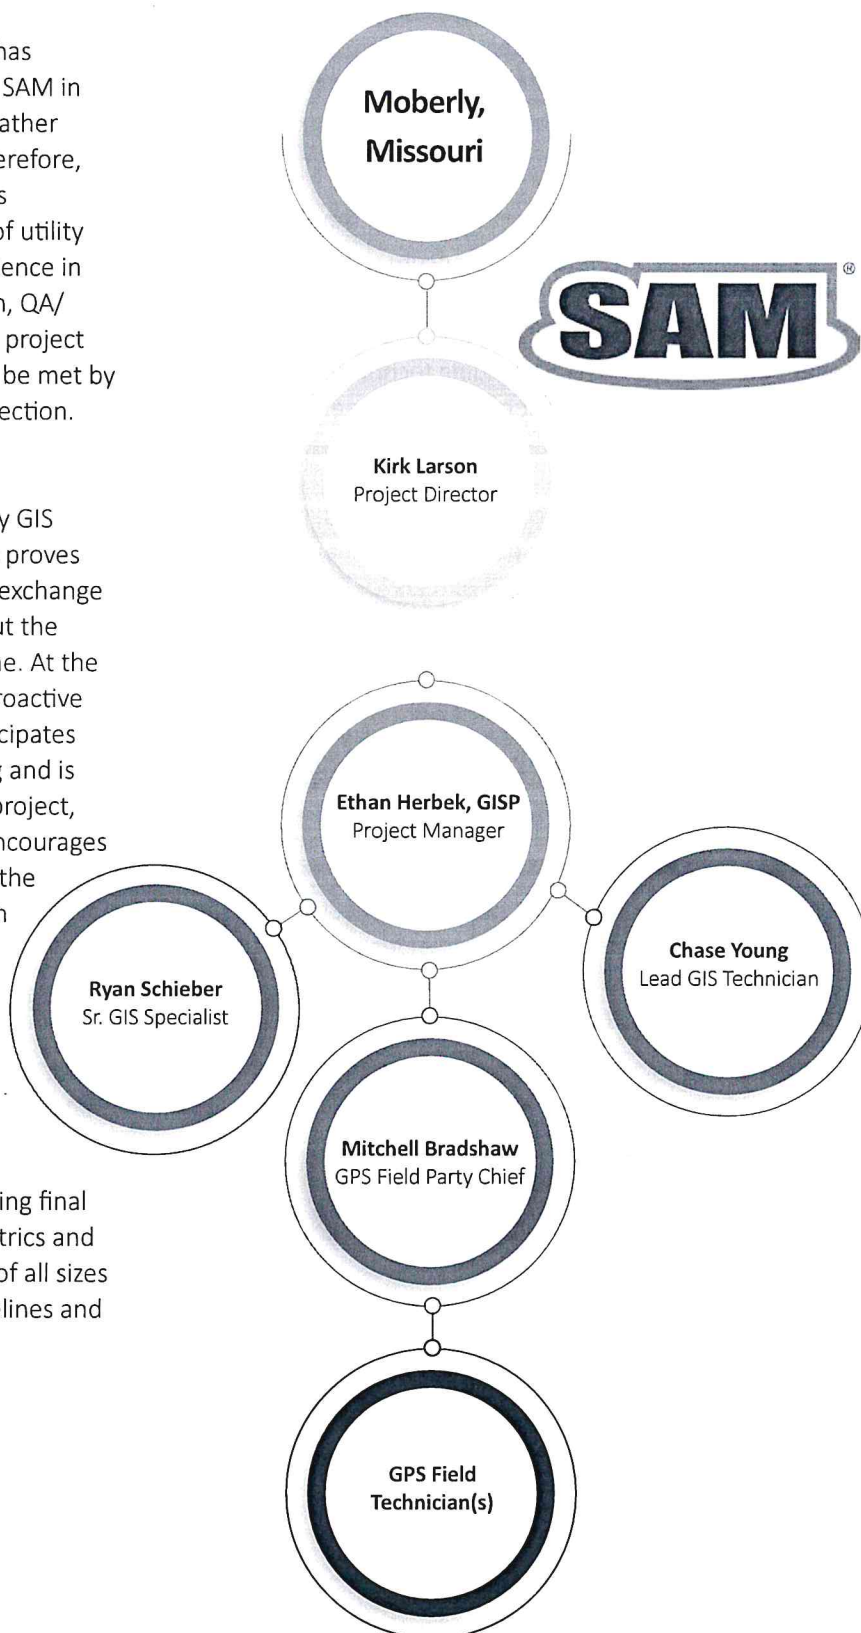 has
SAM in
ather
erefore,
s
of utility
ence in
n, QA/
project
be met by
ection.
y GIS
proves
exchange
ut the
ne. At the
roactive
cipates
g and is
project,
ncourages
the
n
.
ing final
trics and
of all sizes
lines and
Moberly,
Missouri
SAM®
Kirk Larson
Project Director
Ethan Herbek, GISP
Project Manager
Ryan Schieber
Sr. GIS Specialist
Chase Young
Lead GIS Technician
Mitchell Bradshaw
GPS Field Party Chief
GPS Field
Technician(s)